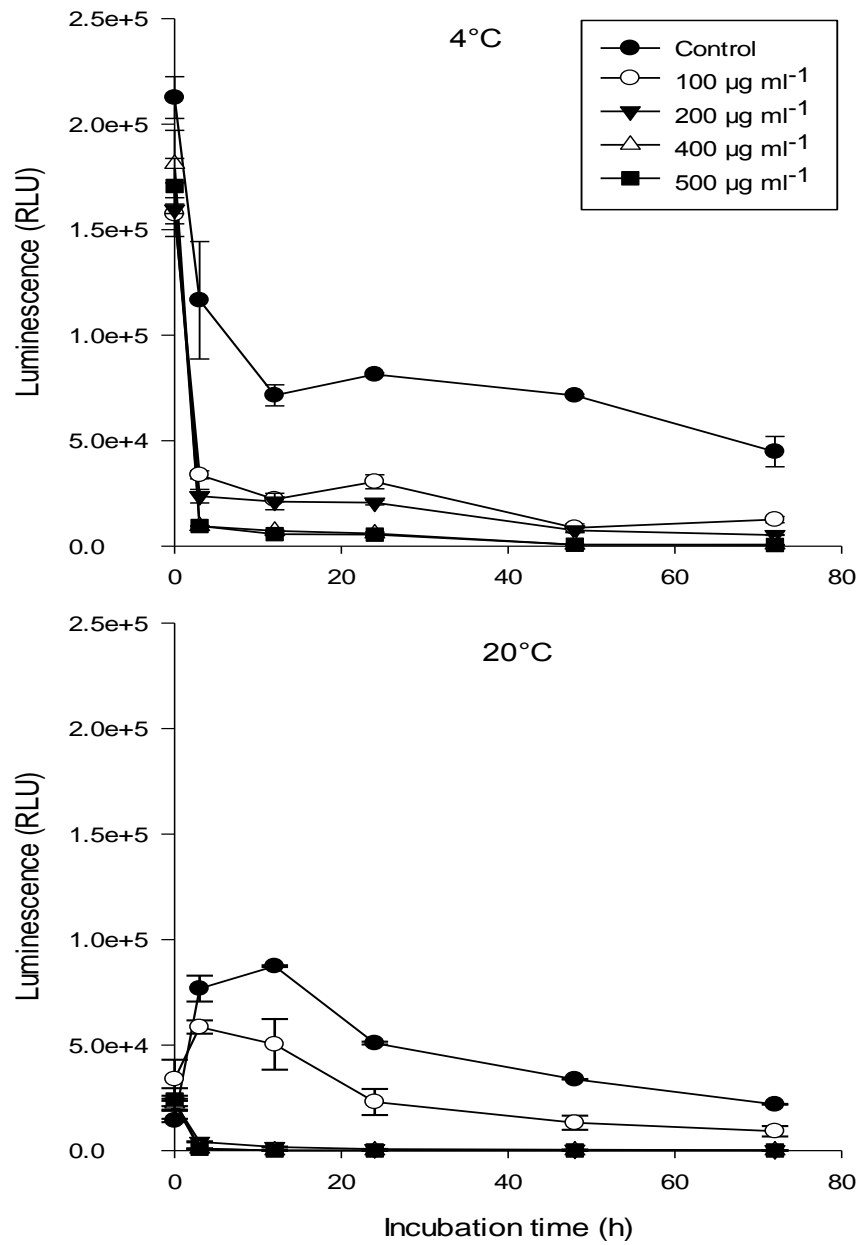 4°C
Control
100 µg ml⁻¹
200 µg ml⁻¹
400 µg ml⁻¹
500 µg ml⁻¹
Luminescence (RLU)
2.5e+5
2.0e+5
1.5e+5
1.0e+5
5.0e+4
0.0
0 20 40 60 80
20°C
Luminescence (RLU)
2.5e+5
2.0e+5
1.5e+5
1.0e+5
5.0e+4
0.0
0 20 40 60 80
Incubation time (h)